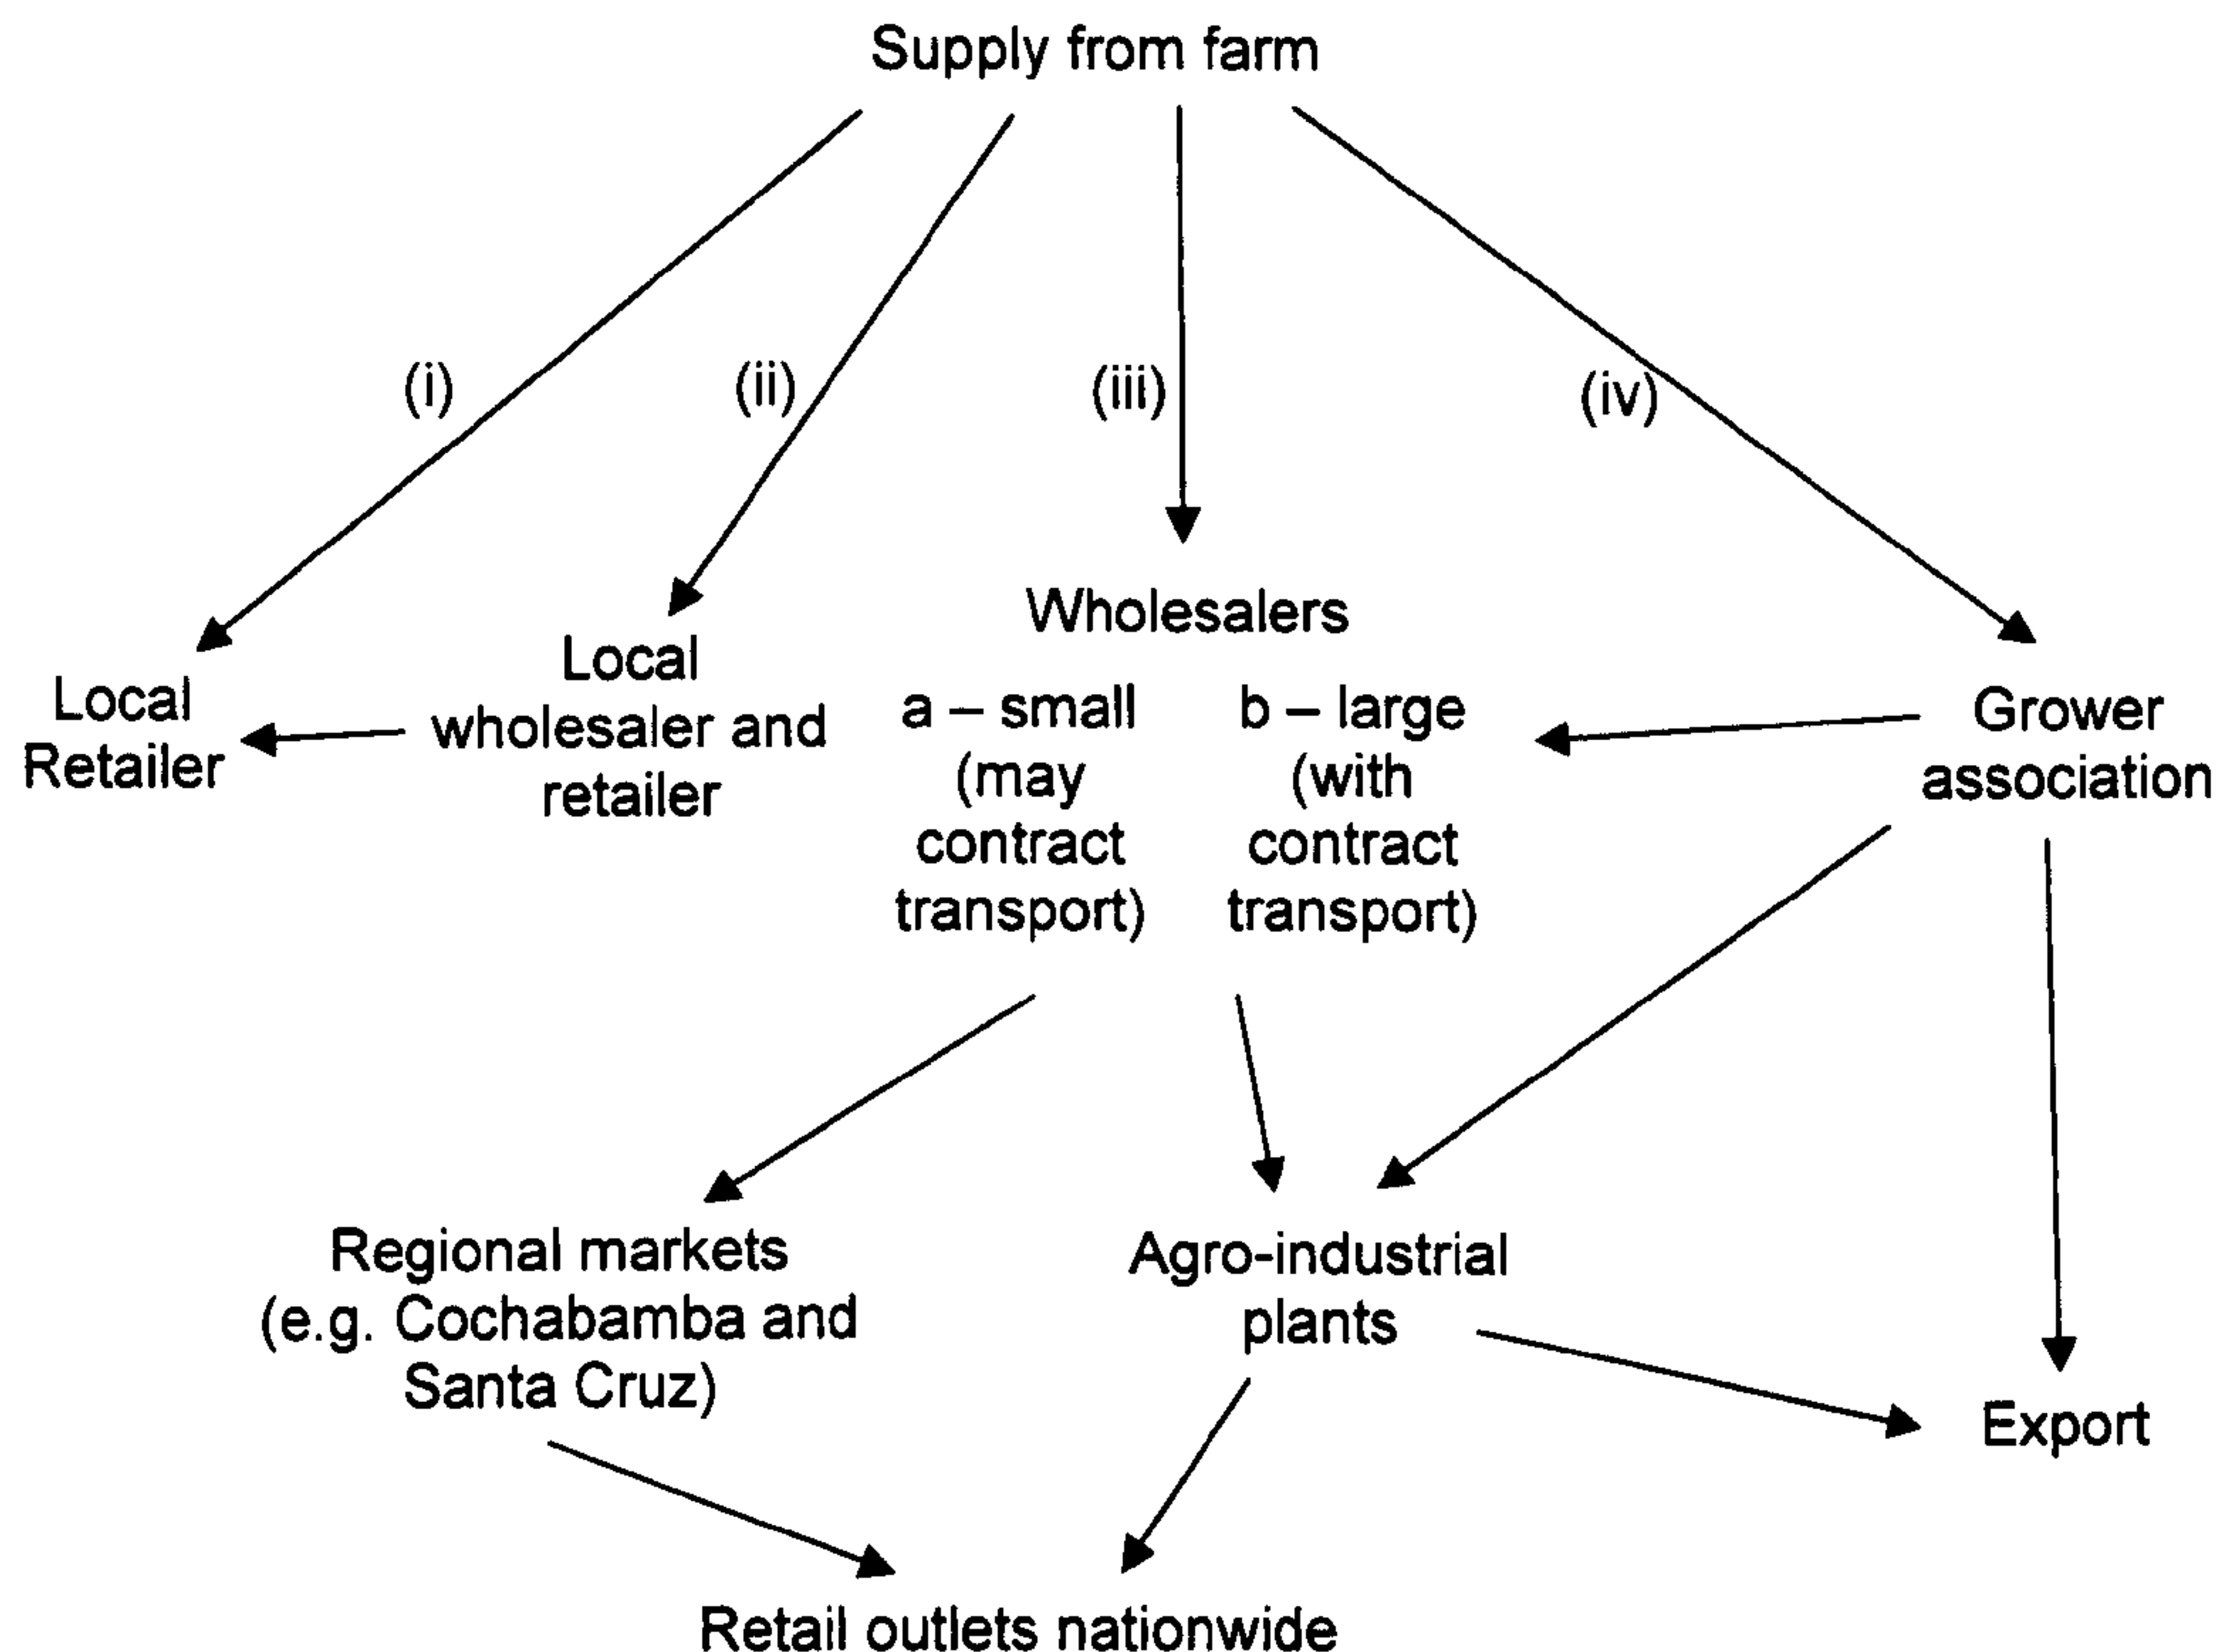 Supply from farm
(i)
(ii)
(iii)
(iv)
Local
Retailer
Local
wholesaler and
retailer
Wholesalers
a – small
(may
contract
transport)
b – large
(with
contract
transport)
Grower
association
Regional markets
(e.g. Cochabamba and
Santa Cruz)
Agro-industrial
plants
Export
Retail outlets nationwide